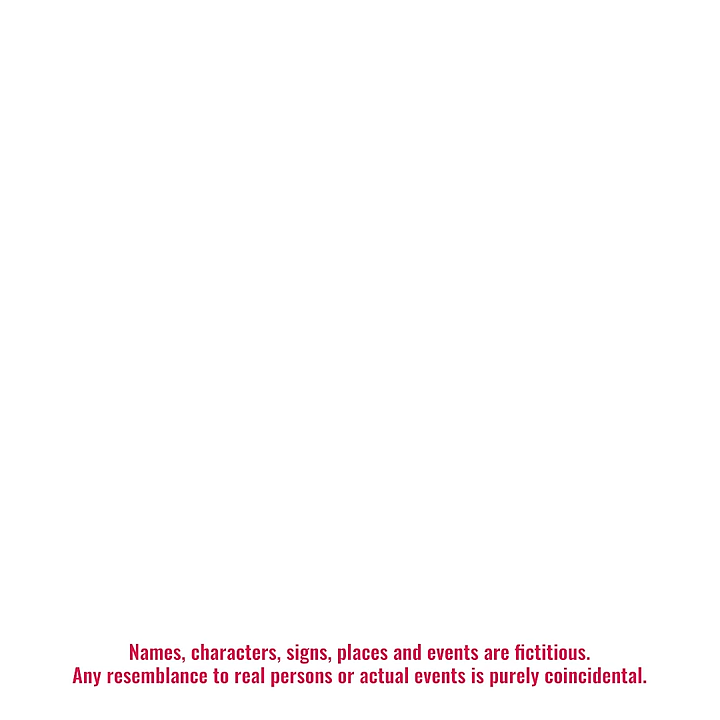 Names, characters, signs, places and events are fictitious.
Any resemblance to real persons or actual events is purely coincidental.